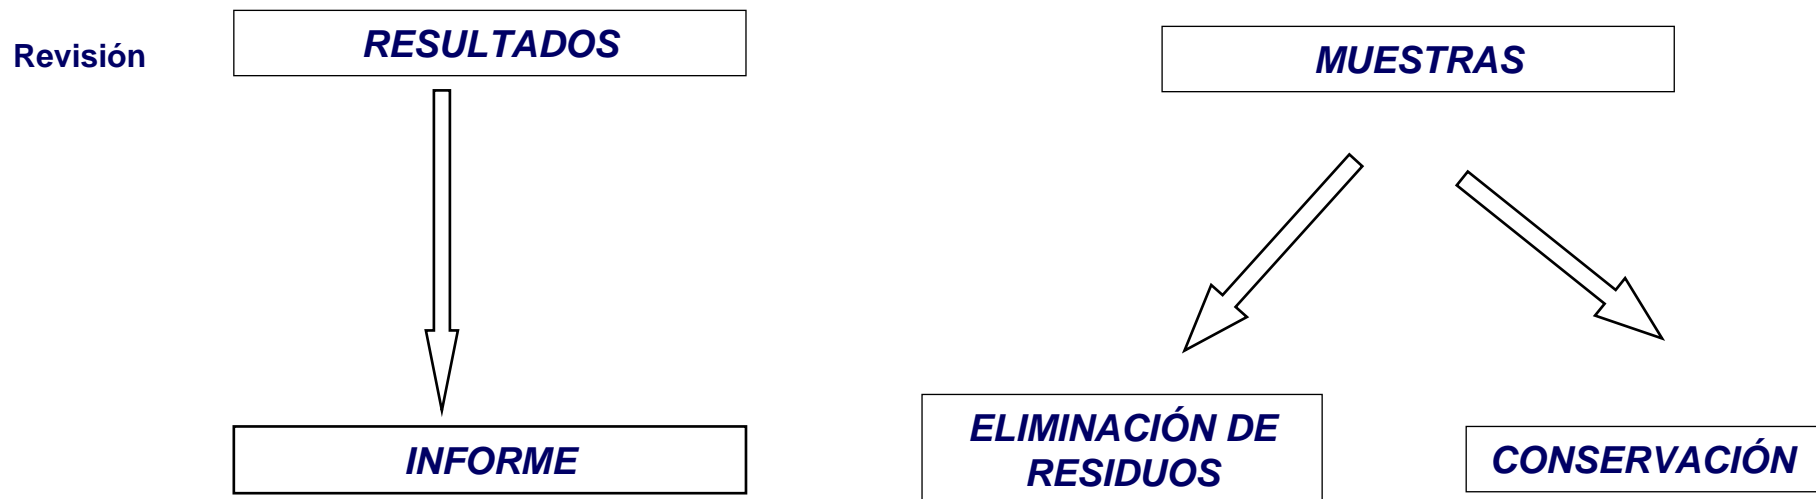 Revisión
RESULTADOS
MUESTRAS
INFORME
ELIMINACIÓN DE
RESIDUOS
CONSERVACIÓN